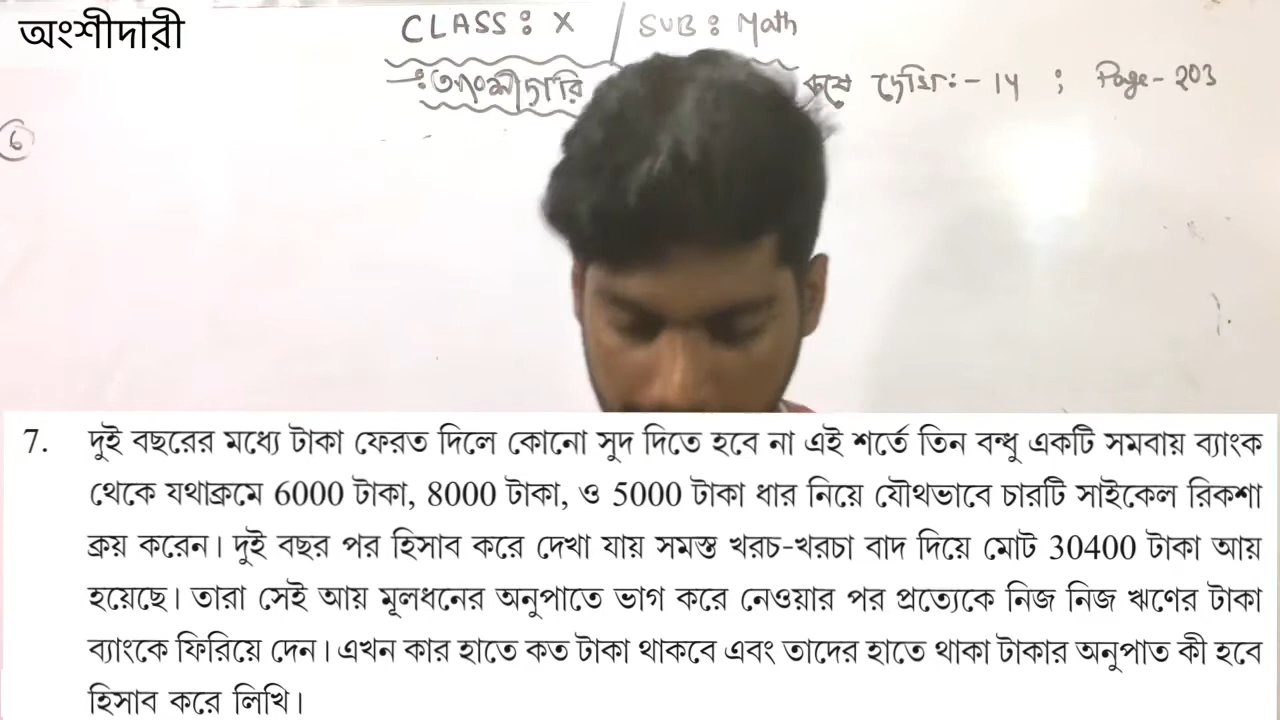 অংশীদারী
CLASS : X / SUB : Math
: অংশীদারি কষে দেখি :- 14 ; Page - 203
6
7. দুই বছরের মধ্যে টাকা ফেরত দিলে কোনো সুদ দিতে হবে না এই শর্তে তিন বন্ধু একটি সমবায় ব্যাংক
থেকে যথাক্রমে 6000 টাকা, 8000 টাকা, ও 5000 টাকা ধার নিয়ে যৌথভাবে চারটি সাইকেল রিকশা
ক্রয় করেন। দুই বছর পর হিসাব করে দেখা যায় সমস্ত খরচ-খরচা বাদ দিয়ে মোট 30400 টাকা আয়
হয়েছে। তারা সেই আয় মূলধনের অনুপাতে ভাগ করে নেওয়ার পর প্রত্যেকে নিজ নিজ ঋণের টাকা
ব্যাংকে ফিরিয়ে দেন। এখন কার হাতে কত টাকা থাকবে এবং তাদের হাতে থাকা টাকার অনুপাত কী হবে
হিসাব করে লিখি।